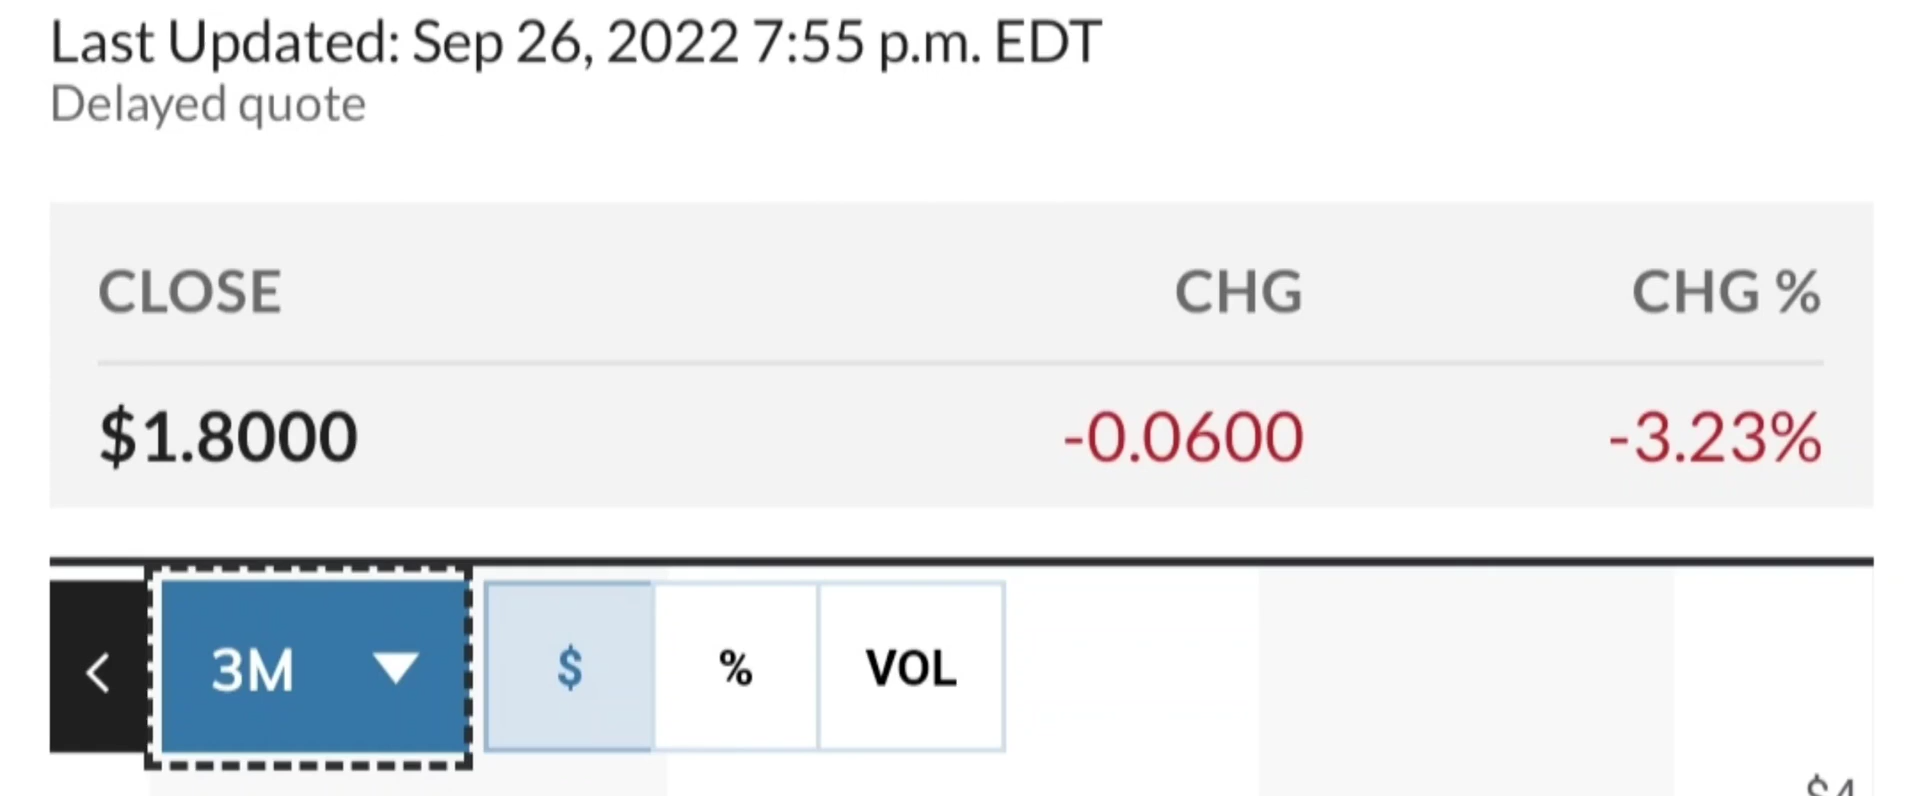 Last Updated: Sep 26, 2022 7:55 p.m. EDT
Delayed quote
CLOSE CHG CHG %
$1.8000 -0.0600 -3.23%
3M $ % VOL
$4